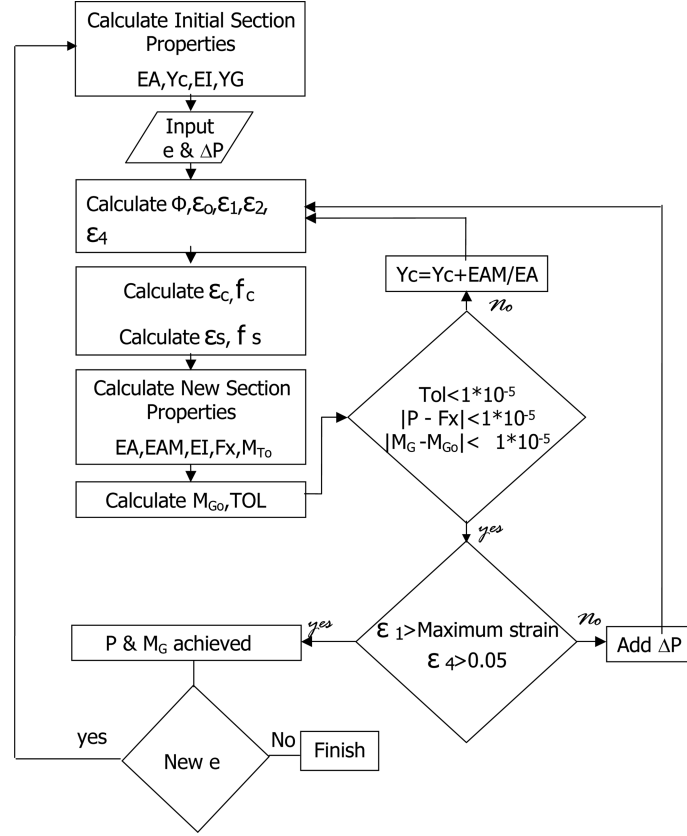 Calculate Initial Section
Properties
EA,Yc,EI,YG
Input
e & ΔP
Calculate Φ,εₒ,ε₁,ε₂,
ε₄
Calculate εc,fc
Calculate εs, f s
Calculate New Section
Properties
EA,EAM,EI,Fx,MTo
Calculate MGo,TOL
Yc=Yc+EAM/EA
no
Tol<1*10⁻⁵
|P - Fx|<1*10⁻⁵
|MG -MGo|< 1*10⁻⁵
yes
ε 1>Maximum strain
ε 4>0.05
no
Add ΔP
yes
P & MG achieved
New e
yes
No
Finish